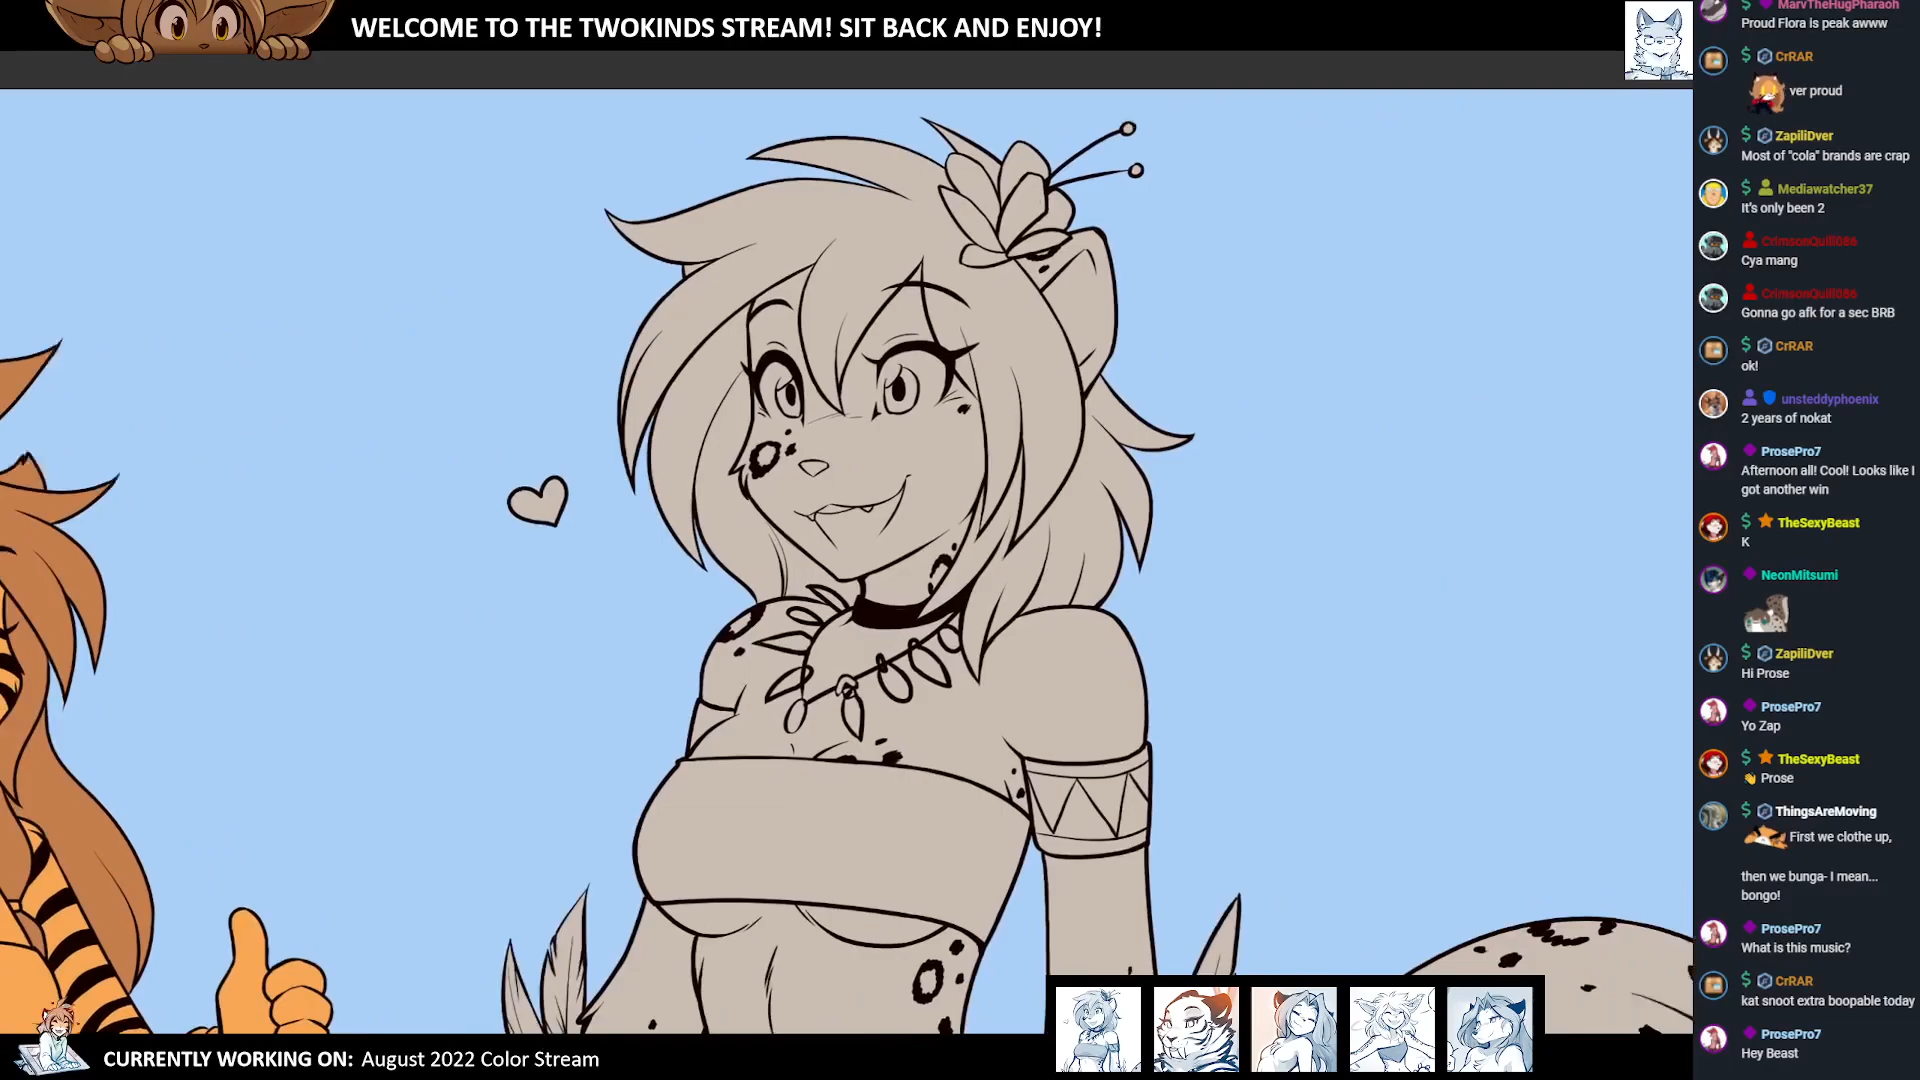 WELCOME TO THE TWOKINDS STREAM! SIT BACK AND ENJOY!
MarvTheHugPharaoh
Proud Flora is peak awww
CrRAR
ver proud
ZapiliDver
Most of "cola" brands are crap
Mediawatcher37
It's only been 2
CrimsonQuill086
Cya mang
CrimsonQuill086
Gonna go afk for a sec BRB
CrRAR
ok!
unsteddyphoenix
2 years of nokat
ProsePro7
Afternoon all! Cool! Looks like I
got another win
TheSexyBeast
K
NeonMitsumi
ZapiliDver
Hi Prose
ProsePro7
Yo Zap
TheSexyBeast
Prose
ThingsAreMoving
First we clothe up,
then we bunga- I mean...
bongo!
ProsePro7
What is this music?
CrRAR
kat snoot extra boopable today
ProsePro7
Hey Beast
CURRENTLY WORKING ON: August 2022 Color Stream